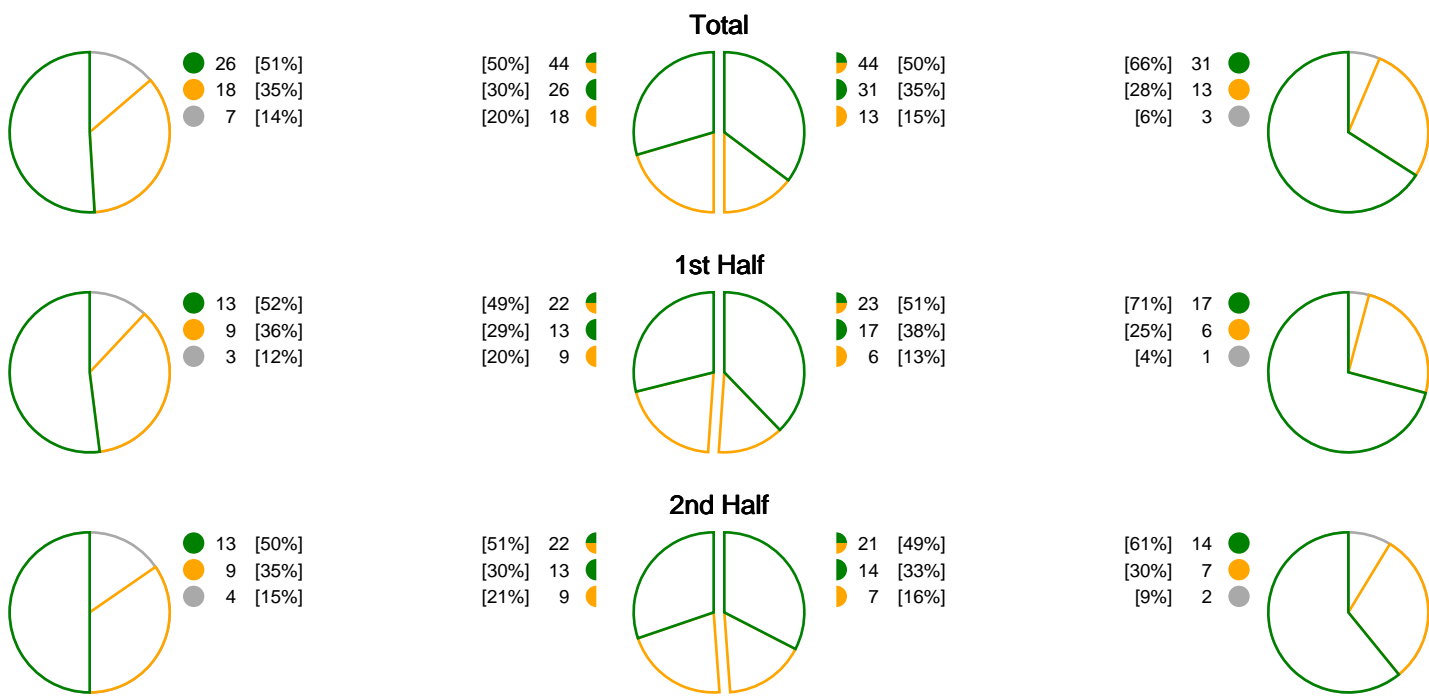 Total
26 [51%] [50%] 44 44 [50%] [66%] 31
18 [35%] [30%] 26 31 [35%] [28%] 13
7 [14%] [20%] 18 13 [15%] [6%] 3
1st Half
13 [52%] [49%] 22 23 [51%] [71%] 17
9 [36%] [29%] 13 17 [38%] [25%] 6
3 [12%] [20%] 9 6 [13%] [4%] 1
2nd Half
13 [50%] [51%] 22 21 [49%] [61%] 14
9 [35%] [30%] 13 14 [33%] [30%] 7
4 [15%] [21%] 9 7 [16%] [9%] 2